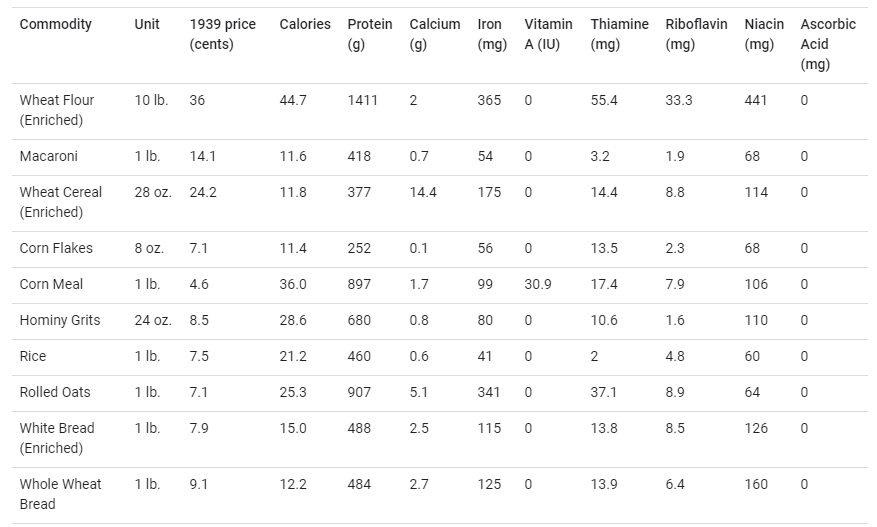 Commodity Unit 1939 price (cents) Calories Protein (g) Calcium (g) Iron (mg) Vitamin A (IU) Thiamine (mg) Riboflavin (mg) Niacin (mg) Ascorbic Acid (mg)
Wheat Flour (Enriched) 10 lb. 36 44.7 1411 2 365 0 55.4 33.3 441 0
Macaroni 1 lb. 14.1 11.6 418 0.7 54 0 3.2 1.9 68 0
Wheat Cereal (Enriched) 28 oz. 24.2 11.8 377 14.4 175 0 14.4 8.8 114 0
Corn Flakes 8 oz. 7.1 11.4 252 0.1 56 0 13.5 2.3 68 0
Corn Meal 1 lb. 4.6 36.0 897 1.7 99 30.9 17.4 7.9 106 0
Hominy Grits 24 oz. 8.5 28.6 680 0.8 80 0 10.6 1.6 110 0
Rice 1 lb. 7.5 21.2 460 0.6 41 0 2 4.8 60 0
Rolled Oats 1 lb. 7.1 25.3 907 5.1 341 0 37.1 8.9 64 0
White Bread (Enriched) 1 lb. 7.9 15.0 488 2.5 115 0 13.8 8.5 126 0
Whole Wheat Bread 1 lb. 9.1 12.2 484 2.7 125 0 13.9 6.4 160 0